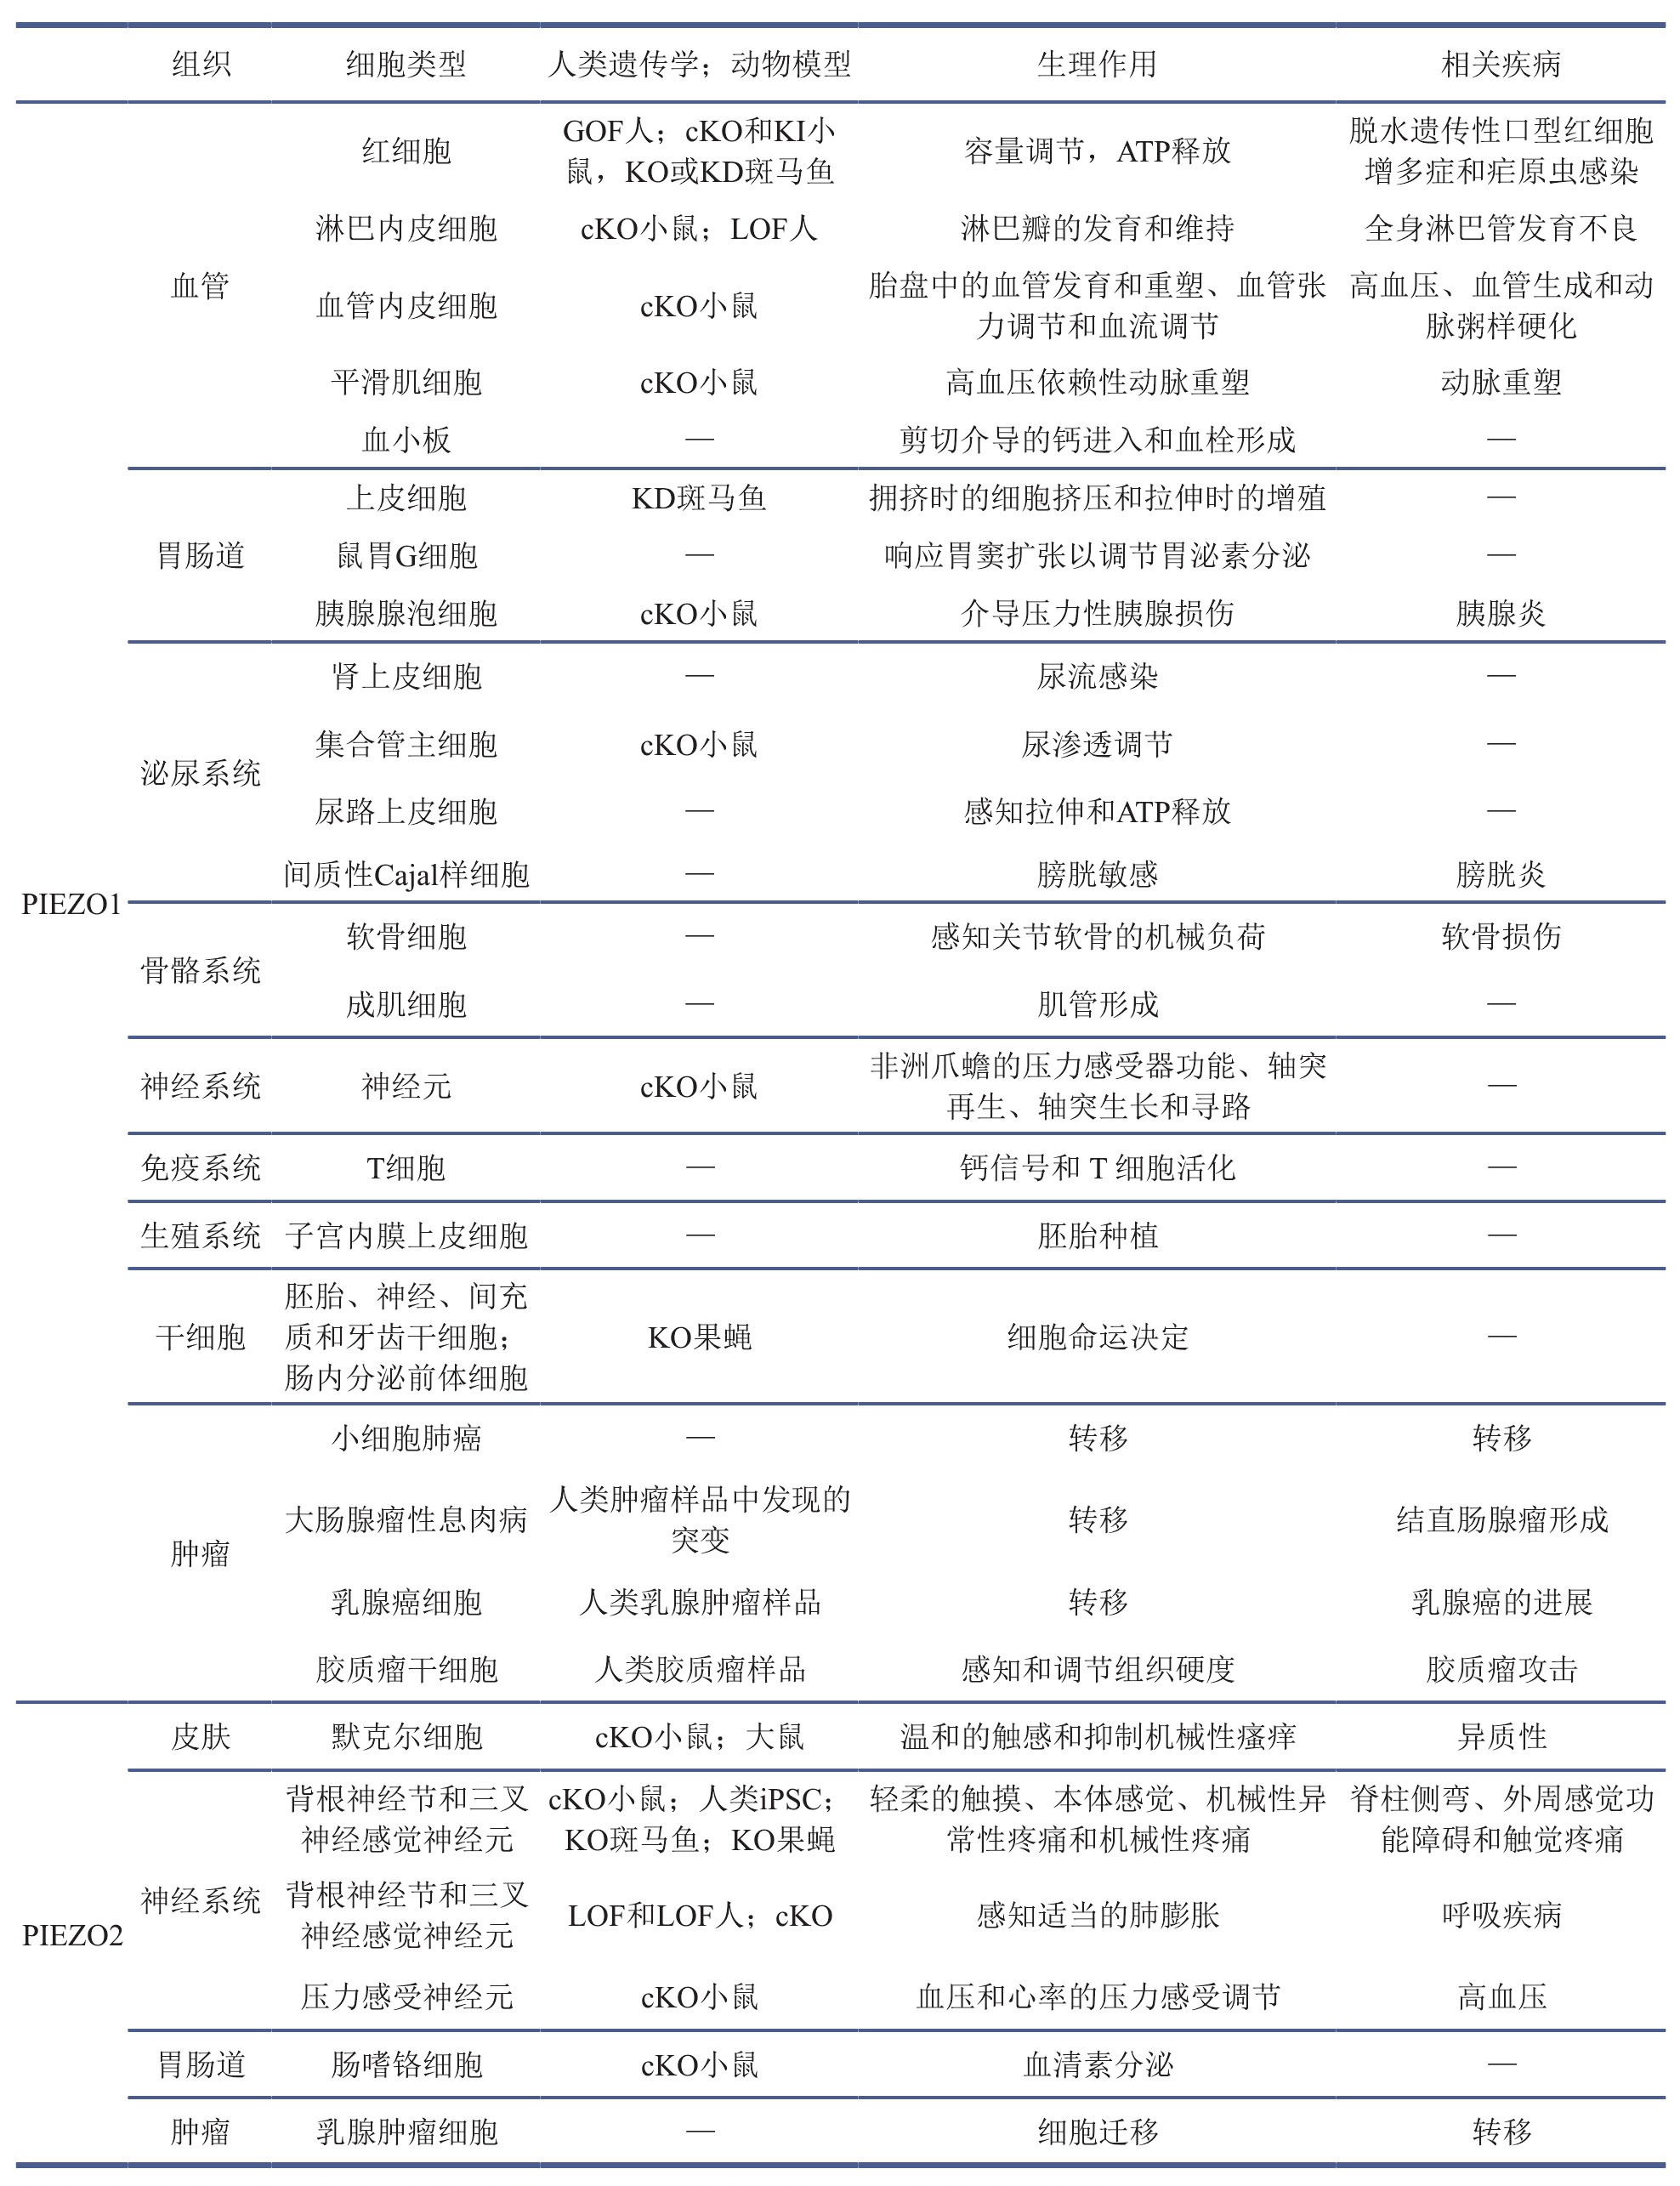 组织 细胞类型 人类遗传学；动物模型 生理作用 相关疾病
PIEZO1
血管
红细胞
GOF人；cKO和KI小
鼠，KO或KD斑马鱼
容量调节，ATP释放
脱水遗传性口型红细胞
增多症和疟原虫感染
淋巴内皮细胞 cKO小鼠；LOF人 淋巴瓣的发育和维持 全身淋巴管发育不良
血管内皮细胞 cKO小鼠
胎盘中的血管发育和重塑、血管张
力调节和血流调节
高血压、血管生成和动
脉粥样硬化
平滑肌细胞 cKO小鼠 高血压依赖性动脉重塑 动脉重塑
血小板 — 剪切介导的钙进入和血栓形成 —
胃肠道
上皮细胞 KD斑马鱼 拥挤时的细胞挤压和拉伸时的增殖 —
鼠胃G细胞 — 响应胃窦扩张以调节胃泌素分泌 —
胰腺腺泡细胞 cKO小鼠 介导压力性胰腺损伤 胰腺炎
泌尿系统
肾上皮细胞 — 尿流感染 —
集合管主细胞 cKO小鼠 尿渗透调节 —
尿路上皮细胞 — 感知拉伸和ATP释放 —
间质性Cajal样细胞 — 膀胱敏感 膀胱炎
骨骼系统
软骨细胞 — 感知关节软骨的机械负荷 软骨损伤
成肌细胞 — 肌管形成 —
神经系统 神经元 cKO小鼠
非洲爪蟾的压力感受器功能、轴突
再生、轴突生长和寻路
—
免疫系统 T细胞 — 钙信号和 T 细胞活化 —
生殖系统 子宫内膜上皮细胞 — 胚胎种植 —
干细胞
胚胎、神经、间充
质和牙齿干细胞；
肠内分泌前体细胞
KO果蝇 细胞命运决定 —
肿瘤
小细胞肺癌 — 转移 转移
大肠腺瘤性息肉病
人类肿瘤样品中发现的
突变
转移 结直肠腺瘤形成
乳腺癌细胞 人类乳腺肿瘤样品 转移 乳腺癌的进展
胶质瘤干细胞 人类胶质瘤样品 感知和调节组织硬度 胶质瘤攻击
PIEZO2
皮肤 默克尔细胞 cKO小鼠；大鼠 温和的触感和抑制机械性瘙痒 异质性
神经系统
背根神经节和三叉
神经感觉神经元
cKO小鼠；人类iPSC；
KO斑马鱼；KO果蝇
轻柔的触摸、本体感觉、机械性异
常性疼痛和机械性疼痛
脊柱侧弯、外周感觉功
能障碍和触觉疼痛
背根神经节和三叉
神经感觉神经元
LOF和LOF人；cKO 感知适当的肺膨胀 呼吸疾病
压力感受神经元 cKO小鼠 血压和心率的压力感受调节 高血压
胃肠道 肠嗜铬细胞 cKO小鼠 血清素分泌 —
肿瘤 乳腺肿瘤细胞 — 细胞迁移 转移